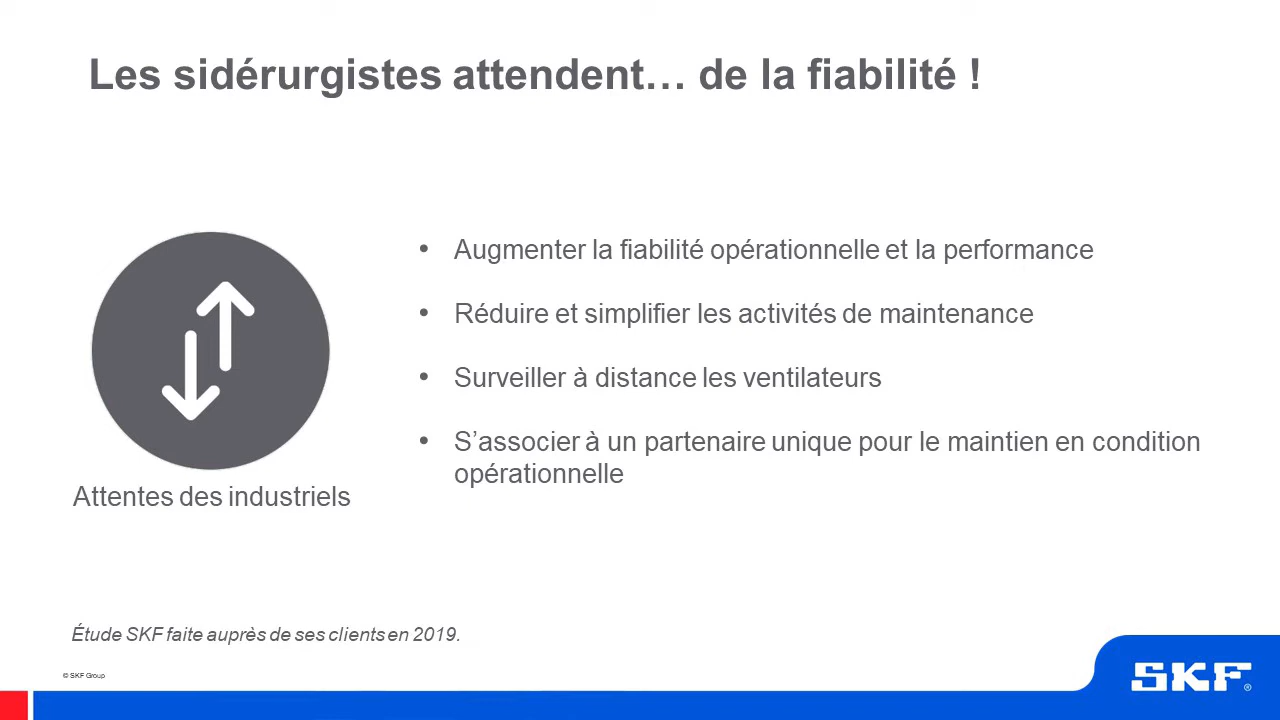 Les sidérurgistes attendent… de la fiabilité !
• Augmenter la fiabilité opérationnelle et la performance
• Réduire et simplifier les activités de maintenance
• Surveiller à distance les ventilateurs
• S’associer à un partenaire unique pour le maintien en condition
opérationnelle
Attentes des industriels
Étude SKF faite auprès de ses clients en 2019.
© SKF Group
SKF®